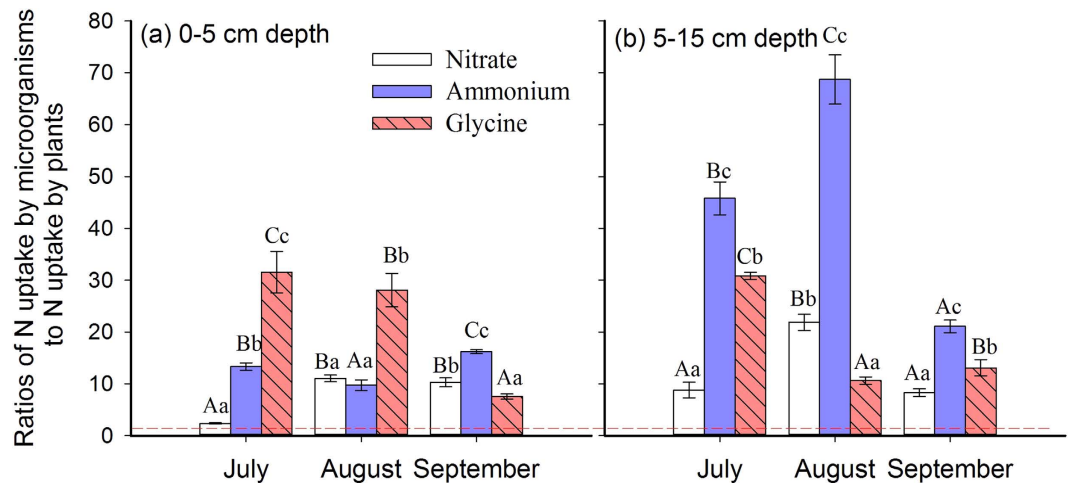 Ratios of N uptake by microorganisms
to N uptake by plants
80
70
60
50
40
30
20
10
0
(a) 0-5 cm depth
Nitrate
Ammonium
Glycine
Aa
Bb
Cc
Ba
Aa
Bb
Bb
Cc
Aa
July
August
September
(b) 5-15 cm depth
Aa
Bc
Cb
Bb
Cc
Aa
Aa
Ac
Bb
July
August
September